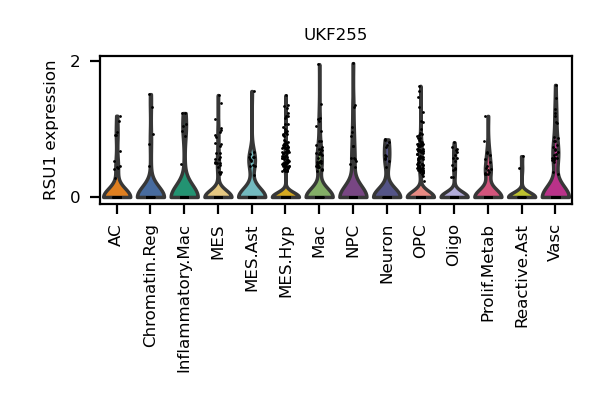 UKF255
RSU1 expression
2
0
AC
Chromatin.Reg
Inflammatory.Mac
MES
MES.Ast
MES.Hyp
Mac
NPC
Neuron
OPC
Oligo
Prolif.Metab
Reactive.Ast
Vasc